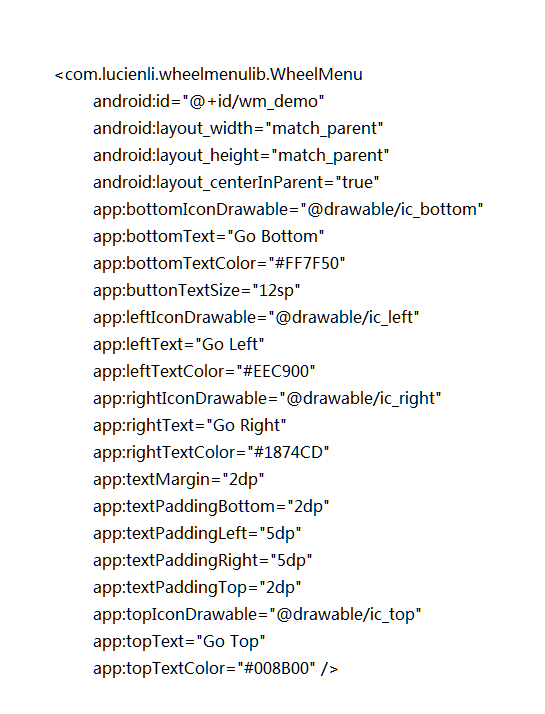 <com.lucienli.wheelmenulib.WheelMenu
android:id="@+id/wm_demo"
android:layout_width="match_parent"
android:layout_height="match_parent"
android:layout_centerInParent="true"
app:bottomIconDrawable="@drawable/ic_bottom"
app:bottomText="Go Bottom"
app:bottomTextColor="#FF7F50"
app:buttonTextSize="12sp"
app:leftIconDrawable="@drawable/ic_left"
app:leftText="Go Left"
app:leftTextColor="#EEC900"
app:rightIconDrawable="@drawable/ic_right"
app:rightText="Go Right"
app:rightTextColor="#1874CD"
app:textMargin="2dp"
app:textPaddingBottom="2dp"
app:textPaddingLeft="5dp"
app:textPaddingRight="5dp"
app:textPaddingTop="2dp"
app:topIconDrawable="@drawable/ic_top"
app:topText="Go Top"
app:topTextColor="#008B00" />